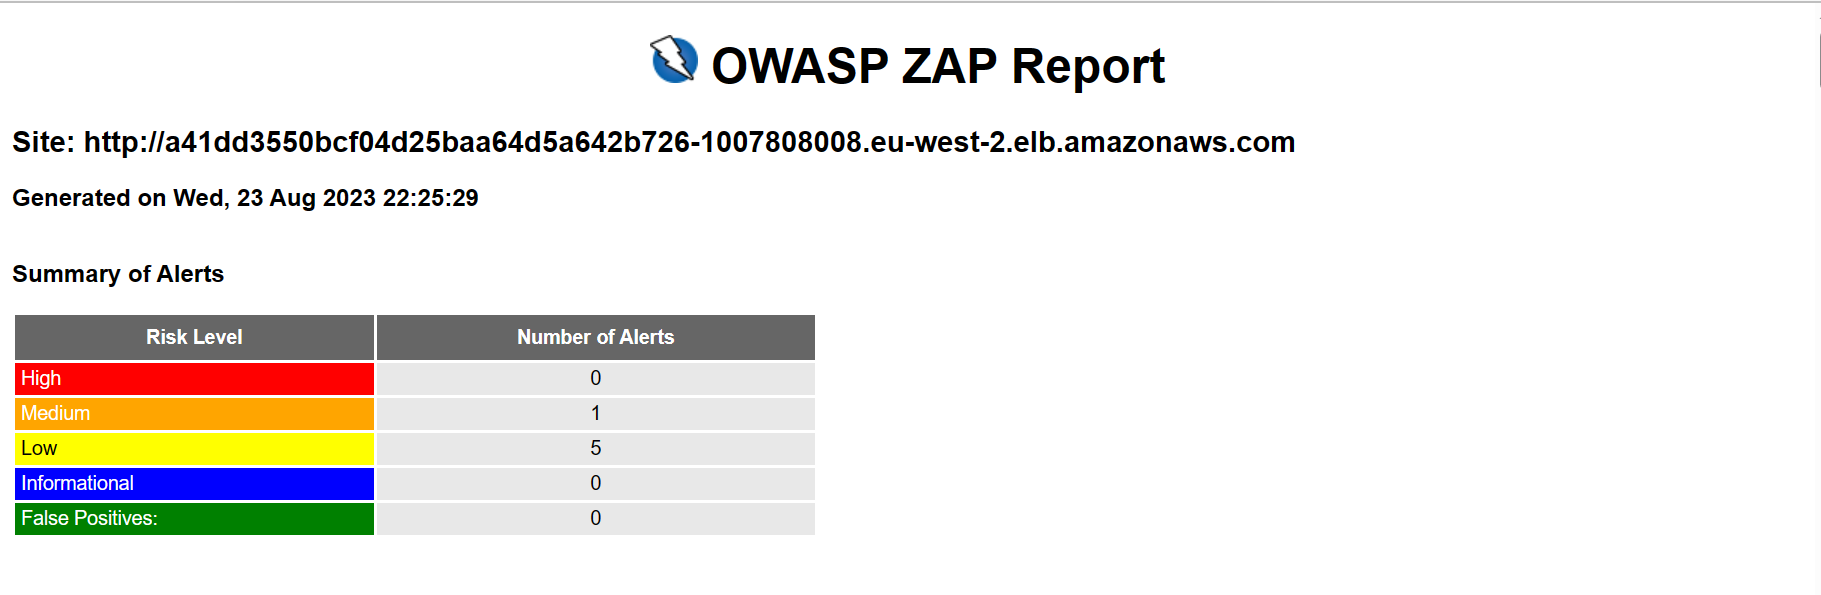 OWASP ZAP Report
Site: http://a41dd3550bcf04d25baa64d5a642b726-1007808008.eu-west-2.elb.amazonaws.com
Generated on Wed, 23 Aug 2023 22:25:29
Summary of Alerts
Risk Level Number of Alerts
High 0
Medium 1
Low 5
Informational 0
False Positives: 0